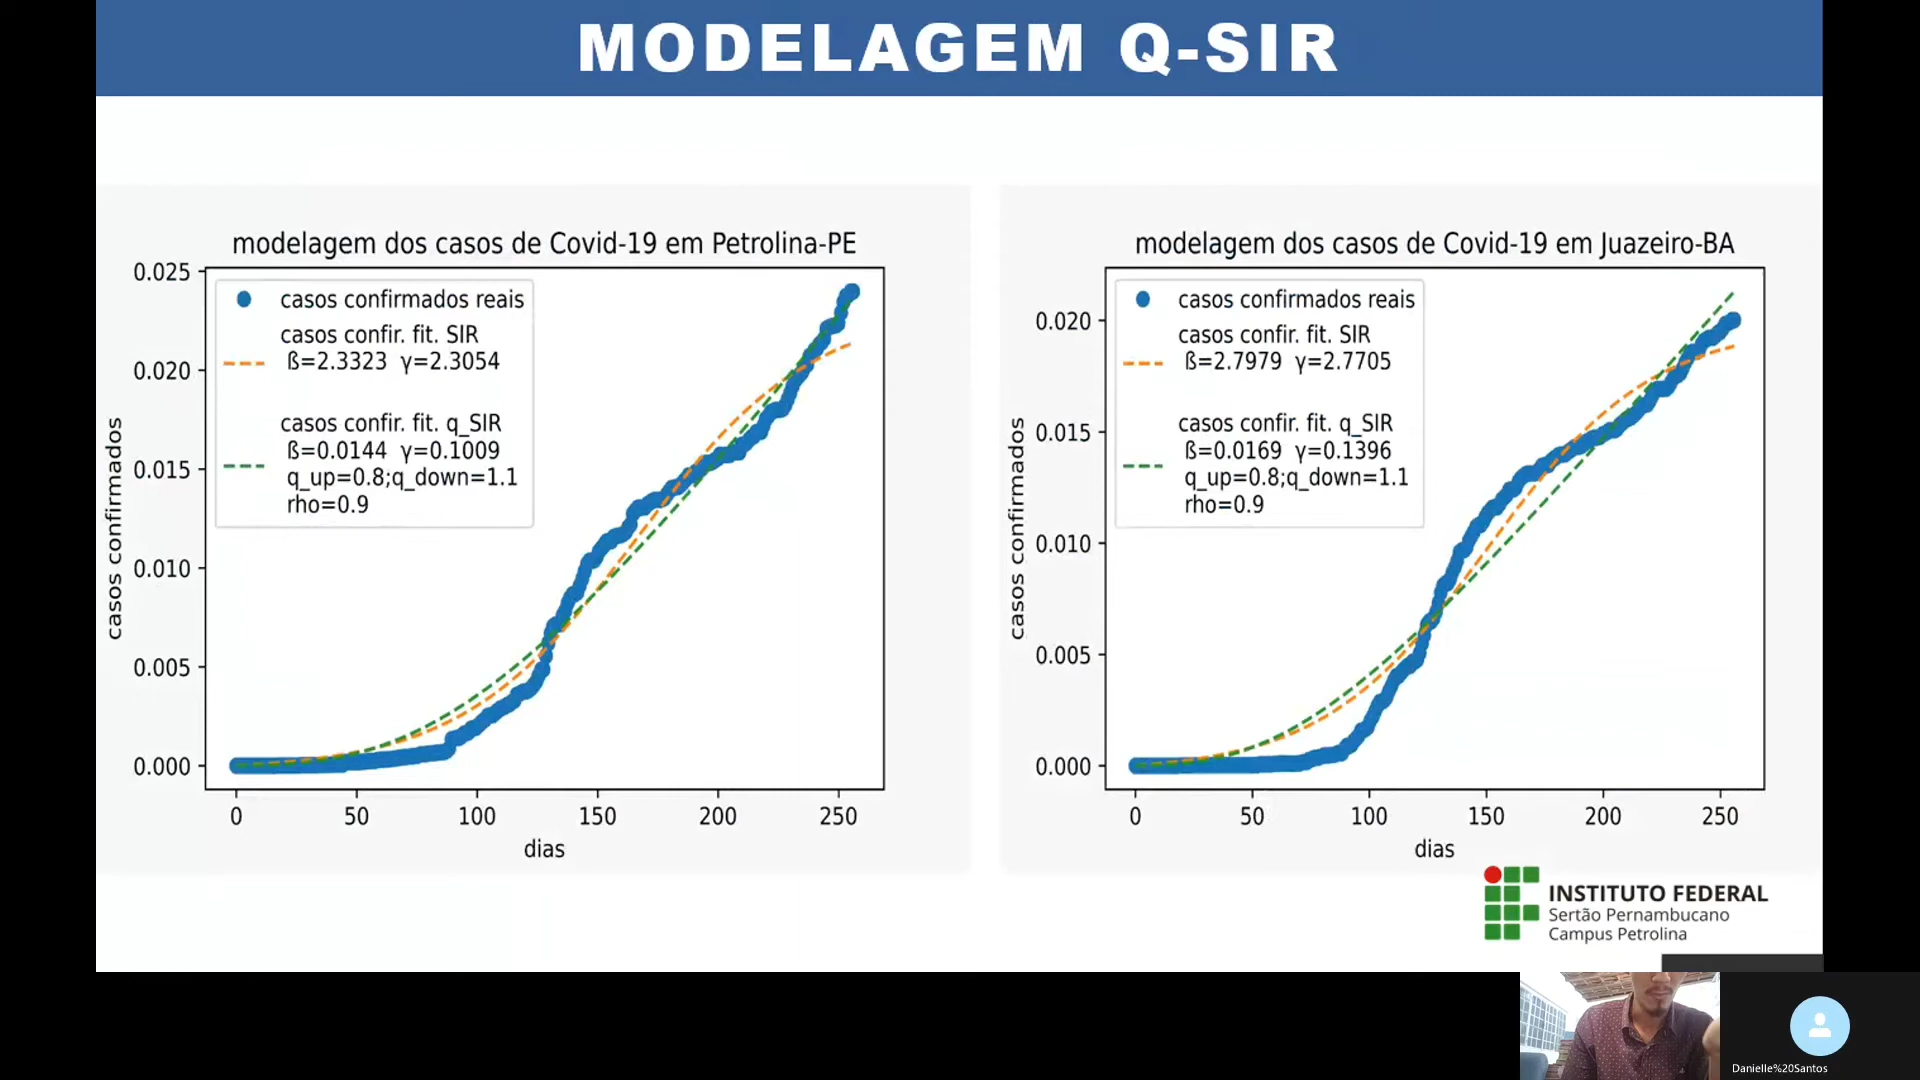 MODELAGEM Q-SIR
modelagem dos casos de Covid-19 em Petrolina-PE
casos confirmados
0.025
0.020
0.015
0.010
0.005
0.000
casos confirmados reais
casos confir. fit. SIR
ß=2.3323 γ=2.3054
casos confir. fit. q_SIR
ß=0.0144 γ=0.1009
q_up=0.8;q_down=1.1
rho=0.9
0 50 100 150 200 250
dias
modelagem dos casos de Covid-19 em Juazeiro-BA
casos confirmados
0.020
0.015
0.010
0.005
0.000
casos confirmados reais
casos confir. fit. SIR
ß=2.7979 γ=2.7705
casos confir. fit. q_SIR
ß=0.0169 γ=0.1396
q_up=0.8;q_down=1.1
rho=0.9
0 50 100 150 200 250
dias
INSTITUTO FEDERAL
Sertão Pernambucano
Campus Petrolina
Danielle%20Santos